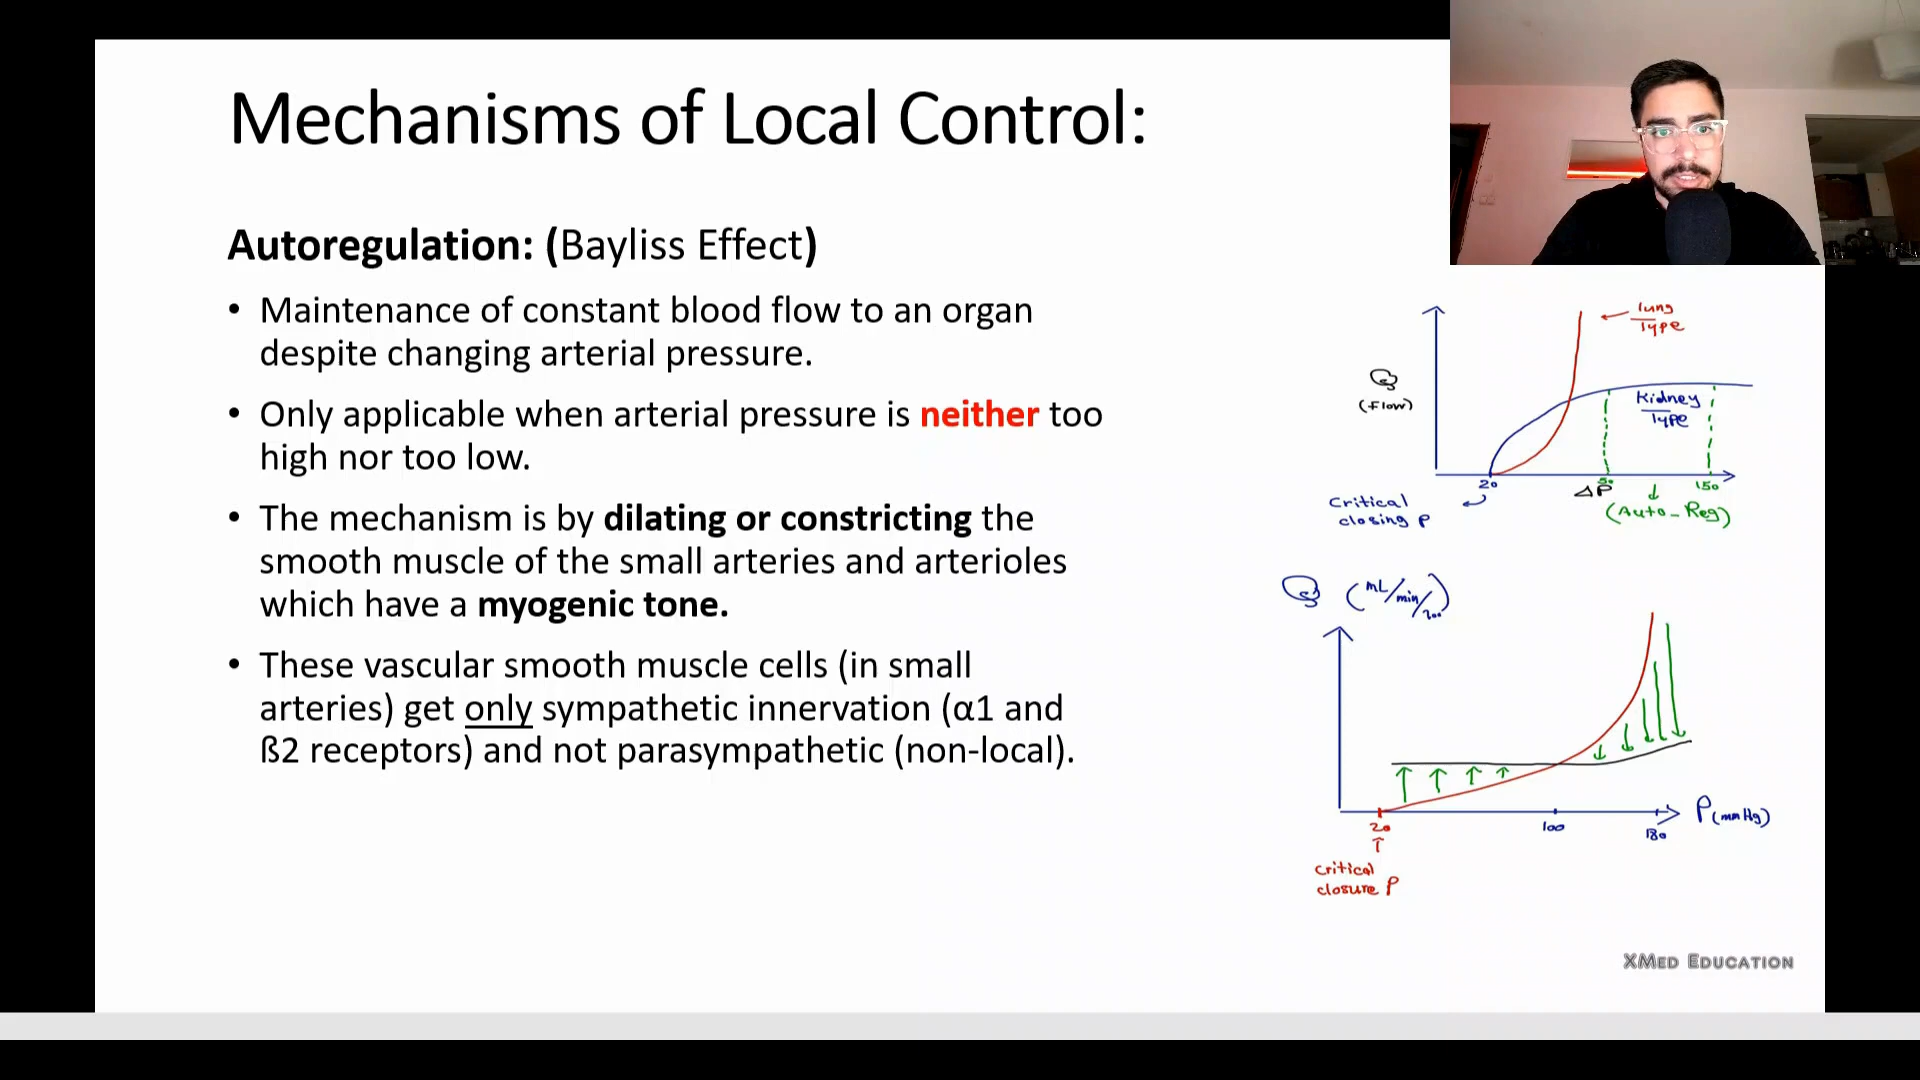 Mechanisms of Local Control:
Autoregulation: (Bayliss Effect)
• Maintenance of constant blood flow to an organ
despite changing arterial pressure.
• Only applicable when arterial pressure is neither too
high nor too low.
• The mechanism is by dilating or constricting the
smooth muscle of the small arteries and arterioles
which have a myogenic tone.
• These vascular smooth muscle cells (in small
arteries) get only sympathetic innervation (α1 and
ß2 receptors) and not parasympathetic (non-local).
lung
Type
Q
(Flow)
Kidney
Type
20
50
150
ΔP
Critical
closing P
(Auto-Reg)
Q (mL/min/
20
100
180
P (mmHg)
Critical
closure P
XMed Education